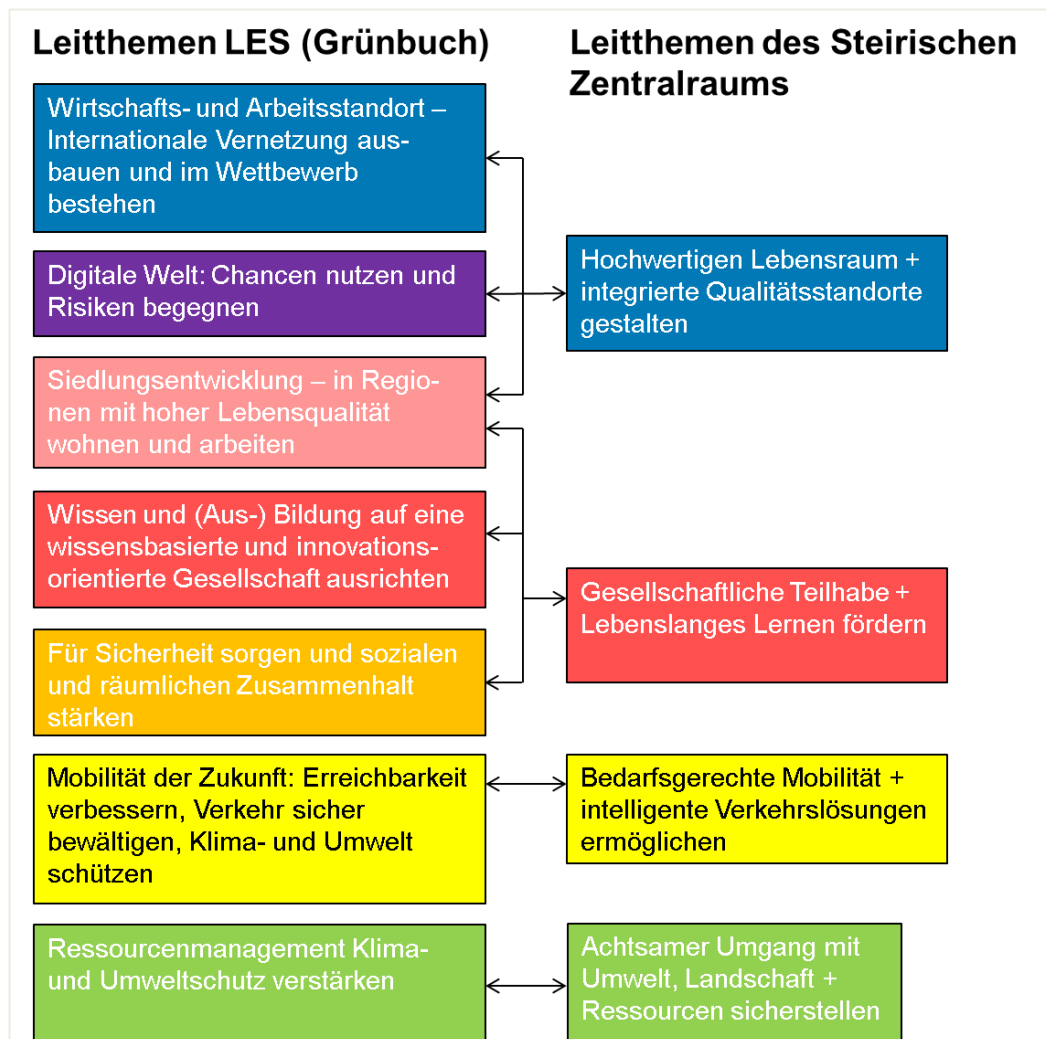 Leitthemen LES (Grünbuch)
Wirtschafts- und Arbeitsstandort –
Internationale Vernetzung aus-
bauen und im Wettbewerb
bestehen
Digitale Welt: Chancen nutzen und
Risiken begegnen
Siedlungsentwicklung – in Regio-
nen mit hoher Lebensqualität
wohnen und arbeiten
Wissen und (Aus-) Bildung auf eine
wissensbasierte und innovations-
orientierte Gesellschaft ausrichten
Für Sicherheit sorgen und sozialen
und räumlichen Zusammenhalt
stärken
Mobilität der Zukunft: Erreichbarkeit
verbessern, Verkehr sicher
bewältigen, Klima- und Umwelt
schützen
Ressourcenmanagement Klima-
und Umweltschutz verstärken
Leitthemen des Steirischen
Zentralraums
Hochwertigen Lebensraum +
integrierte Qualitätsstandorte
gestalten
Gesellschaftliche Teilhabe +
Lebenslanges Lernen fördern
Bedarfsgerechte Mobilität +
intelligente Verkehrslösungen
ermöglichen
Achtsamer Umgang mit
Umwelt, Landschaft +
Ressourcen sicherstellen